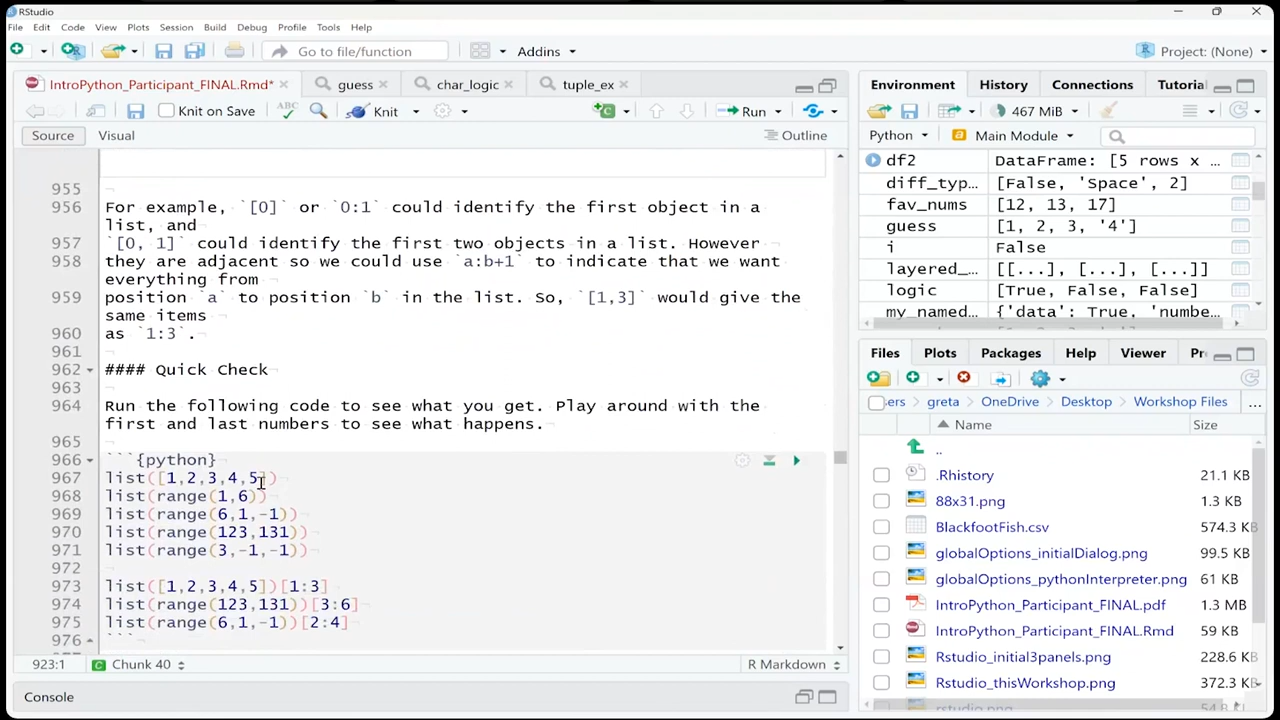 RStudio
File Edit Code View Plots Session Build Debug Profile Tools Help
Go to file/function Addins Project: (None)
IntroPython_Participant_FINAL.Rmd* guess char_logic tuple_ex
Knit on Save ABC Knit Run
Source Visual Outline
955
956 For example, `[0]` or `0:1` could identify the first object in a
list, and
957 `[0, 1]` could identify the first two objects in a list. However
958 they are adjacent so we could use `a:b+1` to indicate that we want
everything from
959 position `a` to position `b` in the list. So, `[1,3]` would give the
same items
960 as `1:3`.
961
962 #### Quick Check
963
964 Run the following code to see what you get. Play around with the
first and last numbers to see what happens.
965
966 ```{python}
967 list([1,2,3,4,5])
968 list(range(1,6))
969 list(range(6,1,-1))
970 list(range(123,131))
971 list(range(3,-1,-1))
972
973 list([1,2,3,4,5])[1:3]
974 list(range(123,131))[3:6]
975 list(range(6,1,-1))[2:4]
976 ```
923:1 Chunk 40 R Markdown
Console
Environment History Connections Tutorial
467 MiB
Python Main Module
df2 DataFrame: [5 rows x ...
diff_typ... [False, 'Space', 2]
fav_nums [12, 13, 17]
guess [1, 2, 3, '4']
i False
layered_... [[...], [...], [...]]
logic [True, False, False]
my_named... {'data': True, 'numbe...
Files Plots Packages Help Viewer Pr
sers greta OneDrive Desktop Workshop Files ...
Name Size
..
.Rhistory 21.1 KB
88x31.png 1.3 KB
BlackfootFish.csv 574.3 KB
globalOptions_initialDialog.png 99.5 KB
globalOptions_pythonInterpreter.png 61 KB
IntroPython_Participant_FINAL.pdf 1.3 MB
IntroPython_Participant_FINAL.Rmd 59 KB
Rstudio_initial3panels.png 228.6 KB
Rstudio_thisWorkshop.png 372.3 KB
rstudio.png 54.8 KB